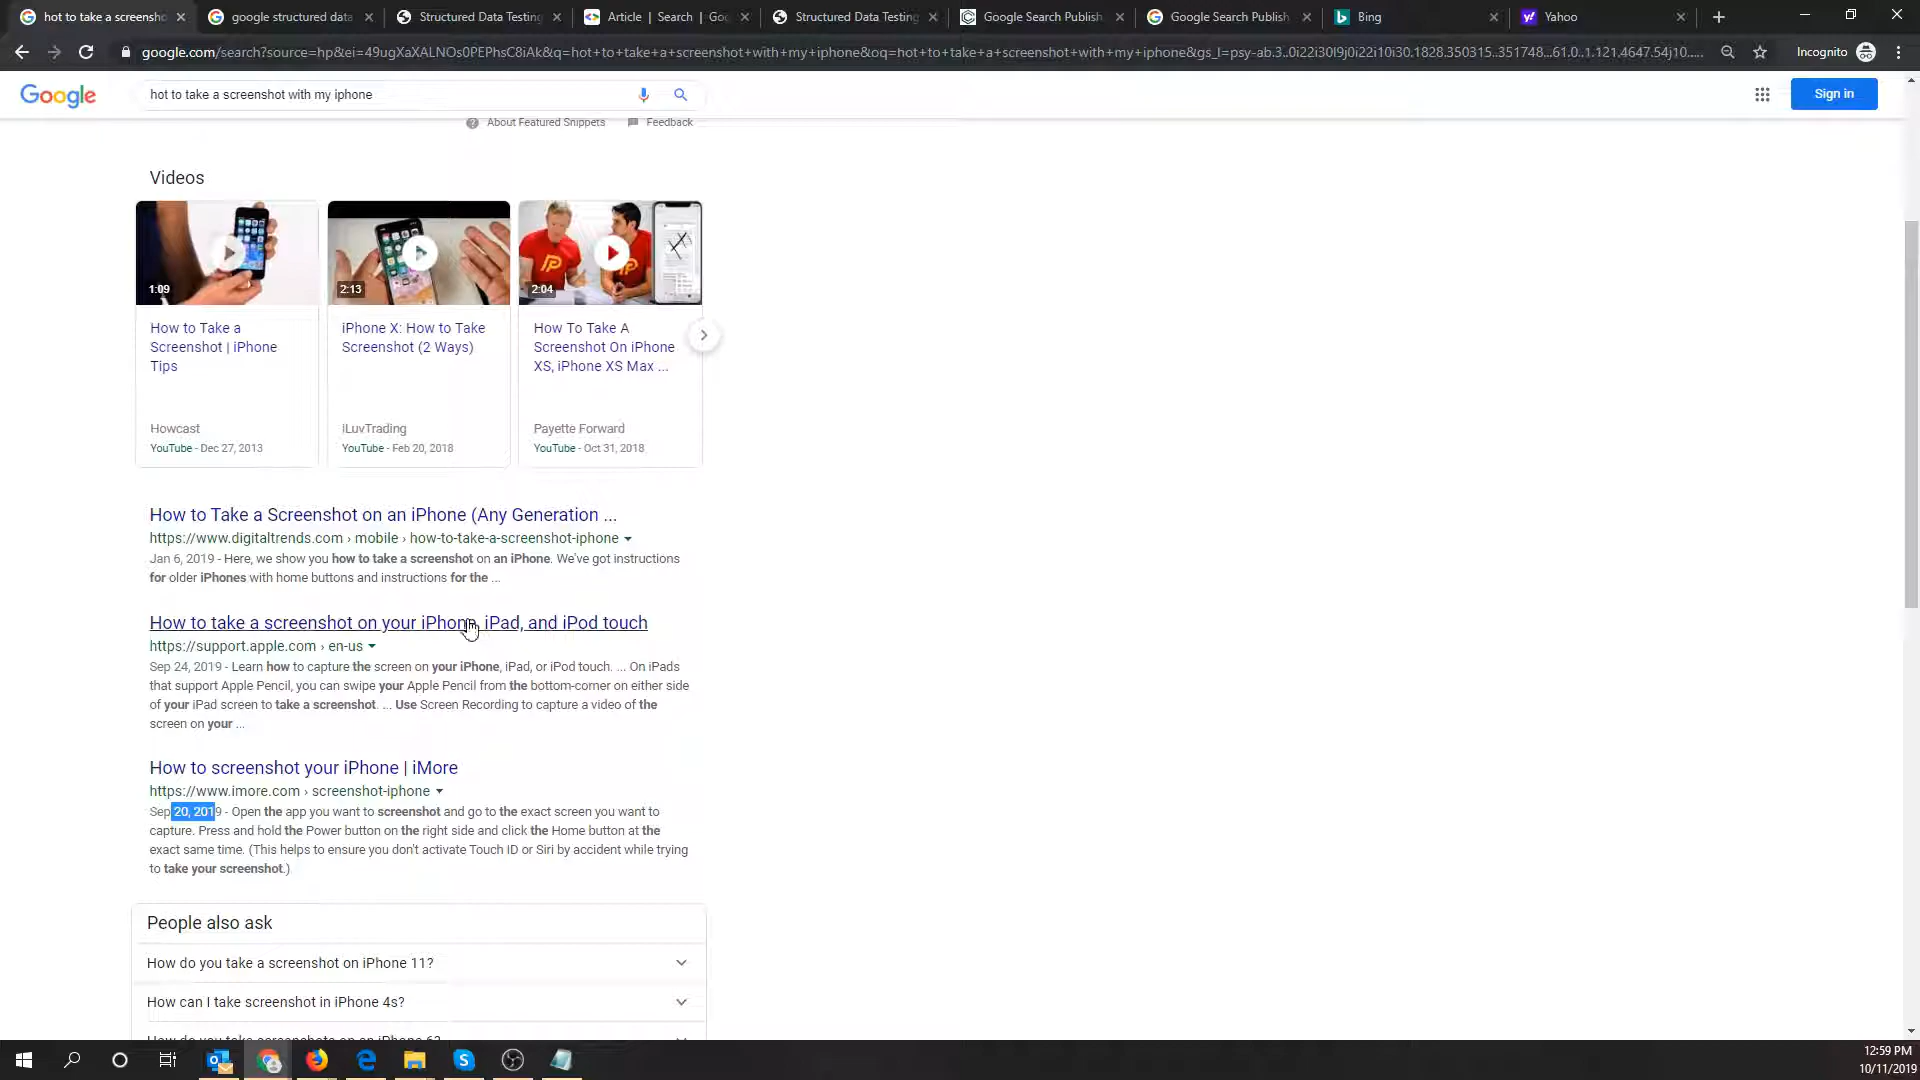 hot to take a screensho
google structured data
Structured Data Testing
Article | Search | Goo
Structured Data Testing
Google Search Publish
Google Search Publish
Bing
Yahoo
google.com/search?source=hp&ei=49ugXaXALNOs0PEPhsC8iAk&q=hot+to+take+a+screenshot+with+my+iphone&oq=hot+to+take+a+screenshot+with+my+iphone&gs_l=psy-ab.3..0i22i30l9j0i22i10i30.1828.350315..351748...61.0..1.121.4647.54j10......
Incognito
Google
hot to take a screenshot with my iphone
Sign in
About Featured Snippets
Feedback
Videos
1:09
2:13
2:04
How to Take a
Screenshot | iPhone
Tips
Howcast
YouTube - Dec 27, 2013
iPhone X: How to Take
Screenshot (2 Ways)
iLuvTrading
YouTube - Feb 20, 2018
How To Take A
Screenshot On iPhone
XS, iPhone XS Max ...
Payette Forward
YouTube - Oct 31, 2018
How to Take a Screenshot on an iPhone (Any Generation ...
https://www.digitaltrends.com › mobile › how-to-take-a-screenshot-iphone
Jan 6, 2019 - Here, we show you how to take a screenshot on an iPhone. We've got instructions
for older iPhones with home buttons and instructions for the ...
How to take a screenshot on your iPhone, iPad, and iPod touch
https://support.apple.com › en-us
Sep 24, 2019 - Learn how to capture the screen on your iPhone, iPad, or iPod touch. ... On iPads
that support Apple Pencil, you can swipe your Apple Pencil from the bottom-corner on either side
of your iPad screen to take a screenshot. ... Use Screen Recording to capture a video of the
screen on your ...
How to screenshot your iPhone | iMore
https://www.imore.com › screenshot-iphone
Sep 20, 2019 - Open the app you want to screenshot and go to the exact screen you want to
capture. Press and hold the Power button on the right side and click the Home button at the
exact same time. (This helps to ensure you don't activate Touch ID or Siri by accident while trying
to take your screenshot.)
People also ask
How do you take a screenshot on iPhone 11?
How can I take screenshot in iPhone 4s?
12:59 PM
10/11/2019